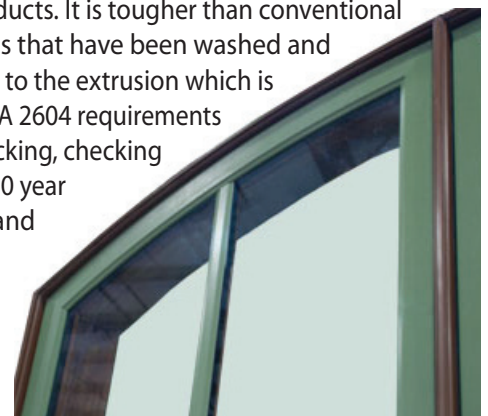 ducts. It is tougher than conventional
s that have been washed and
to the extrusion which is
A 2604 requirements
cking, checking
0 year
and